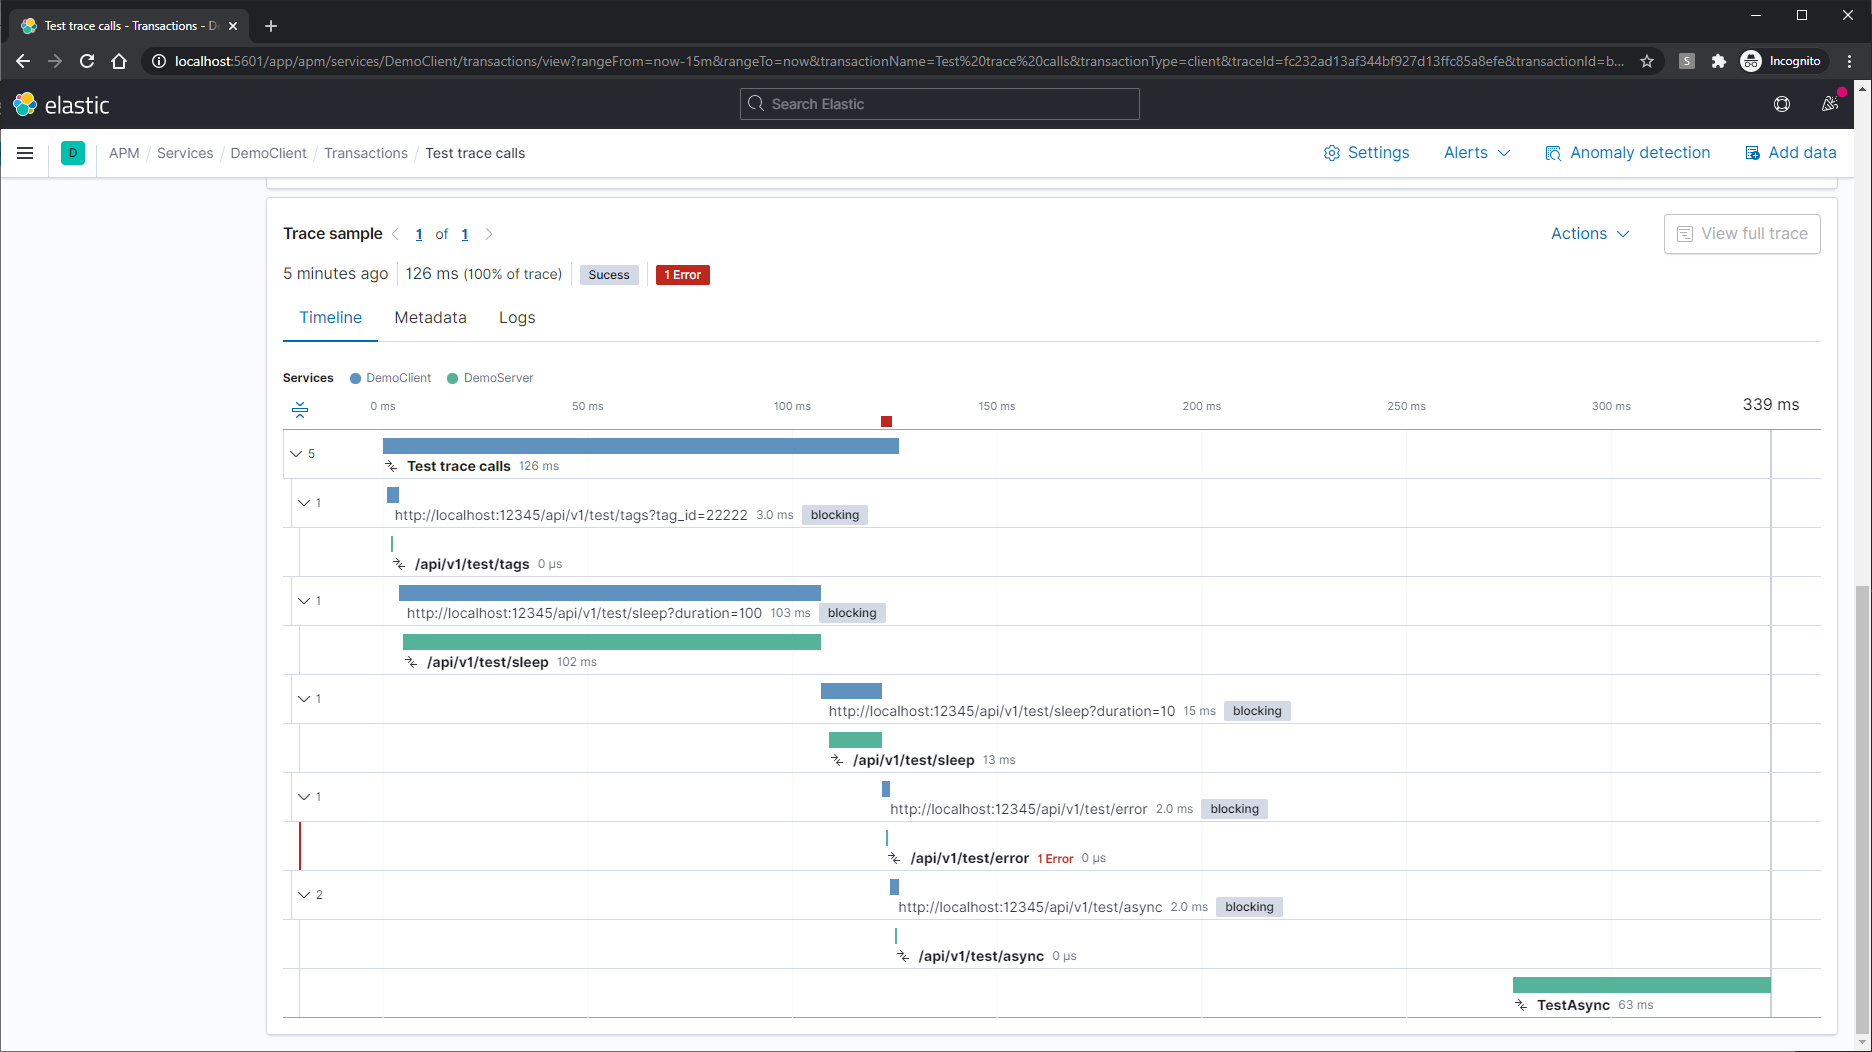 Test trace calls - Transactions - D
localhost:5601/app/apm/services/DemoClient/transactions/view?rangeFrom=now-15m&rangeTo=now&transactionName=Test%20trace%20calls&transactionType=client&traceId=fc232ad13af344bf927d13ffc85a8efe&transactionId=b... S Incognito
elastic Search Elastic
D APM / Services / DemoClient / Transactions / Test trace calls Settings Alerts Anomaly detection Add data
Trace sample < 1 of 1 > Actions View full trace
5 minutes ago 126 ms (100% of trace) Sucess 1 Error
Timeline Metadata Logs
Services DemoClient DemoServer
0 ms 50 ms 100 ms 150 ms 200 ms 250 ms 300 ms 339 ms
5
Test trace calls 126 ms
1
http://localhost:12345/api/v1/test/tags?tag_id=22222 3.0 ms blocking
/api/v1/test/tags 0 μs
1
http://localhost:12345/api/v1/test/sleep?duration=100 103 ms blocking
/api/v1/test/sleep 102 ms
1
http://localhost:12345/api/v1/test/sleep?duration=10 15 ms blocking
/api/v1/test/sleep 13 ms
1
http://localhost:12345/api/v1/test/error 2.0 ms blocking
/api/v1/test/error 1 Error 0 μs
2
http://localhost:12345/api/v1/test/async 2.0 ms blocking
/api/v1/test/async 0 μs
TestAsync 63 ms